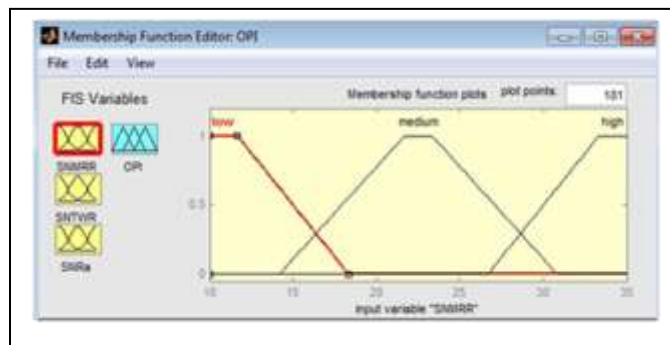 Membership Function Editor: OPI
File Edit View
FIS Variables
Membership function plots plot points: 181
SNMRR OPI
SNTWR
SNRa
low medium high
1
0.5
0
10 15 20 25 30 35
input variable "SNMRR"